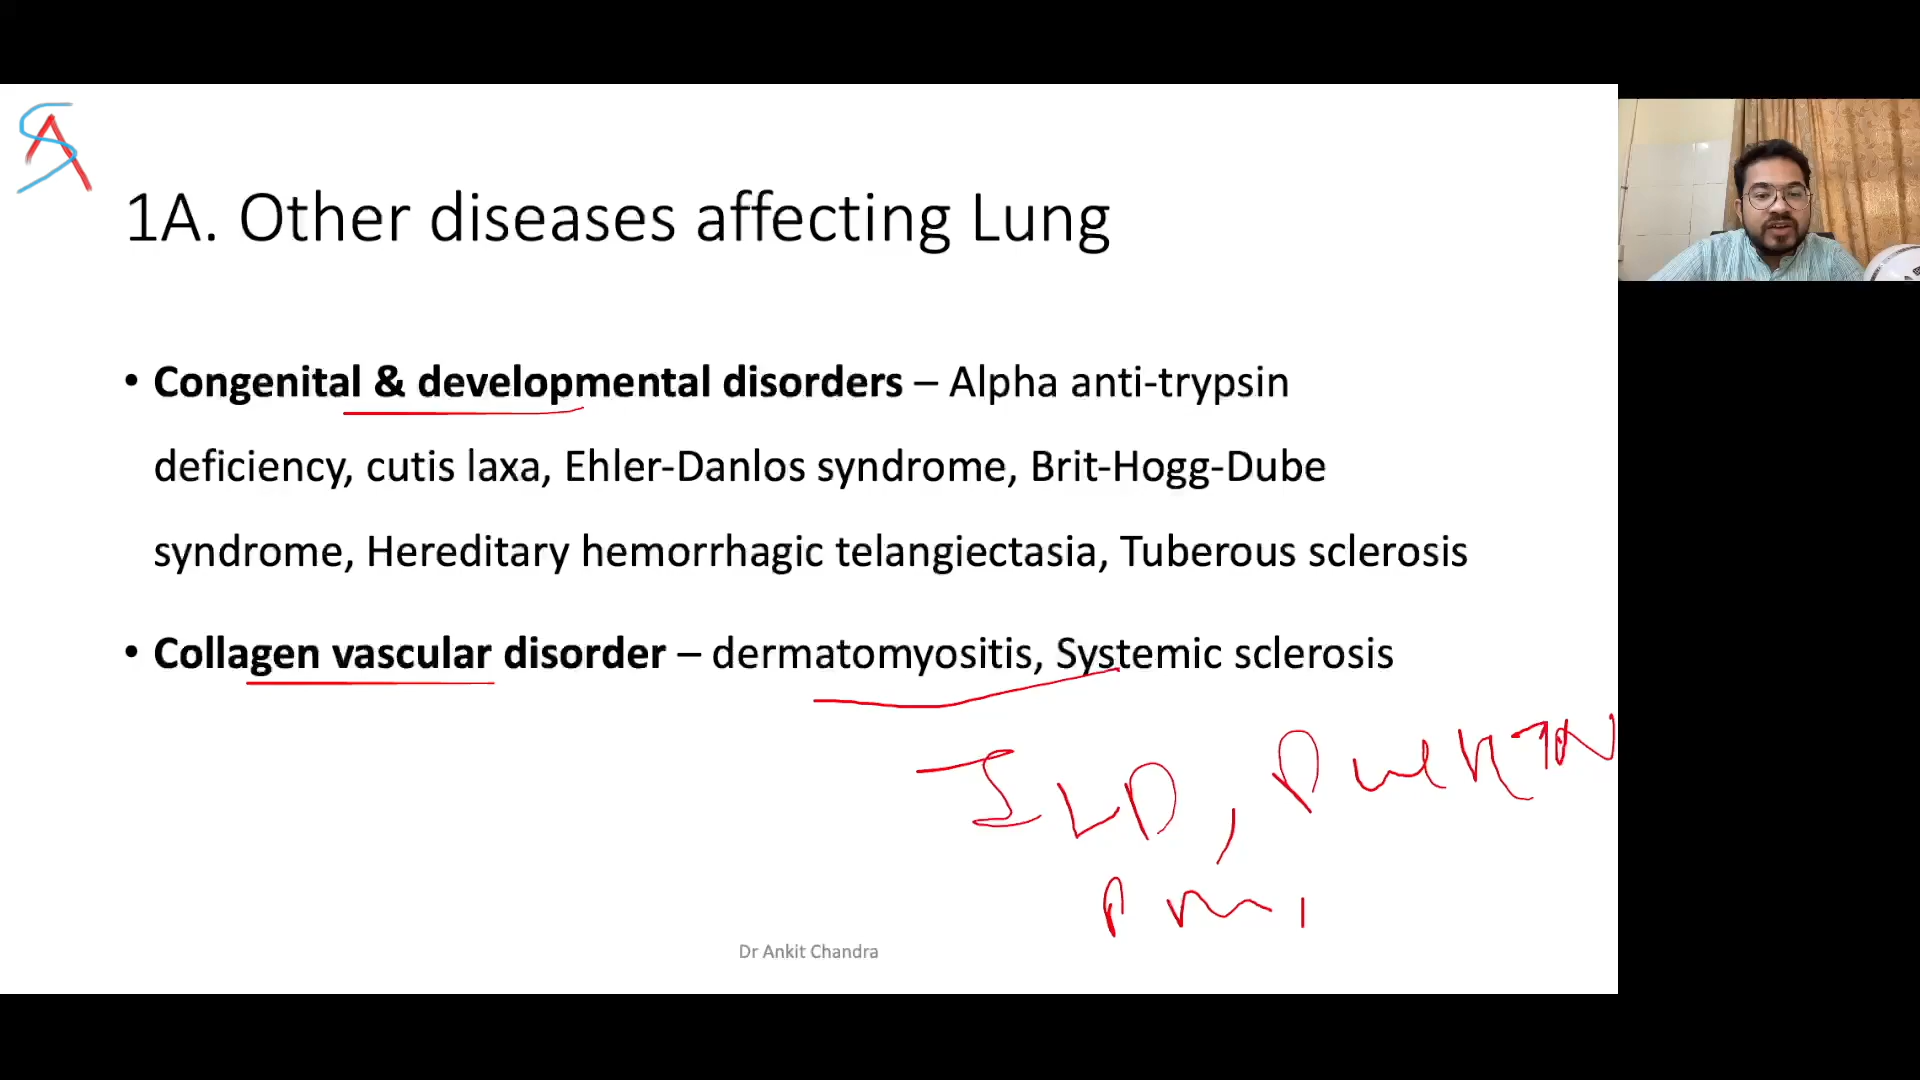 1A. Other diseases affecting Lung
• Congenital & developmental disorders – Alpha anti-trypsin
deficiency, cutis laxa, Ehler-Danlos syndrome, Brit-Hogg-Dube
syndrome, Hereditary hemorrhagic telangiectasia, Tuberous sclerosis
• Collagen vascular disorder – dermatomyositis, Systemic sclerosis
ILD,
Dr Ankit Chandra